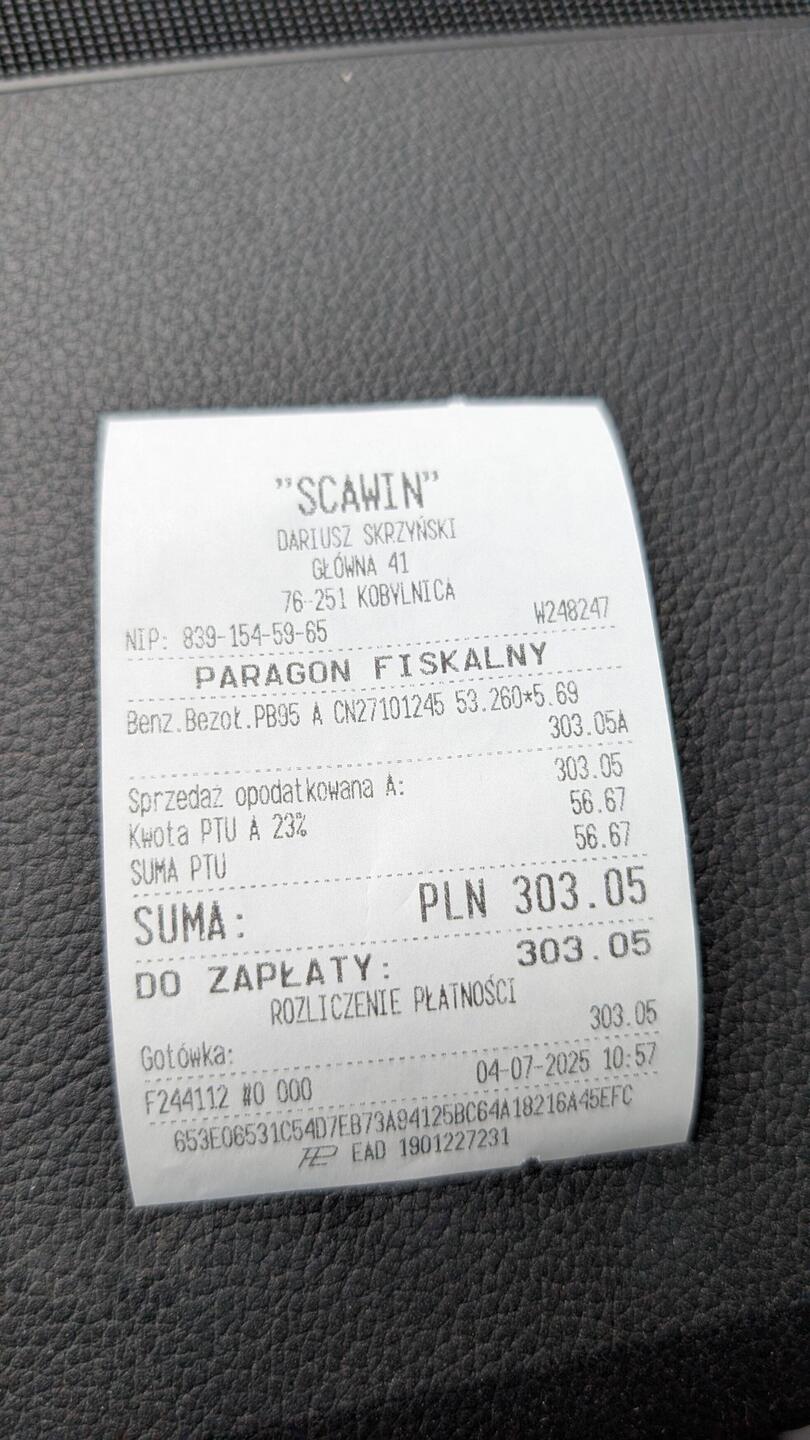 "SCAWIN"
DARIUSZ SKRZYŃSKI
GŁÓWNA 41
76-251 KOBYLNICA
NIP: 839-154-59-65 W248247
PARAGON FISKALNY
Benz.Bezoł.PB95 A CN27101245 53.260*5.69
303.05A
Sprzedaż opodatkowana A: 303.05
Kwota PTU A 23% 56.67
SUMA PTU 56.67
SUMA: PLN 303.05
DO ZAPŁATY: 303.05
ROZLICZENIE PŁATNOŚCI
Gotówka: 303.05
F244112 #0 000 04-07-2025 10:57
653E06531C54D7EB73A94125BC64A18216A45EFC
EAD 1901227231